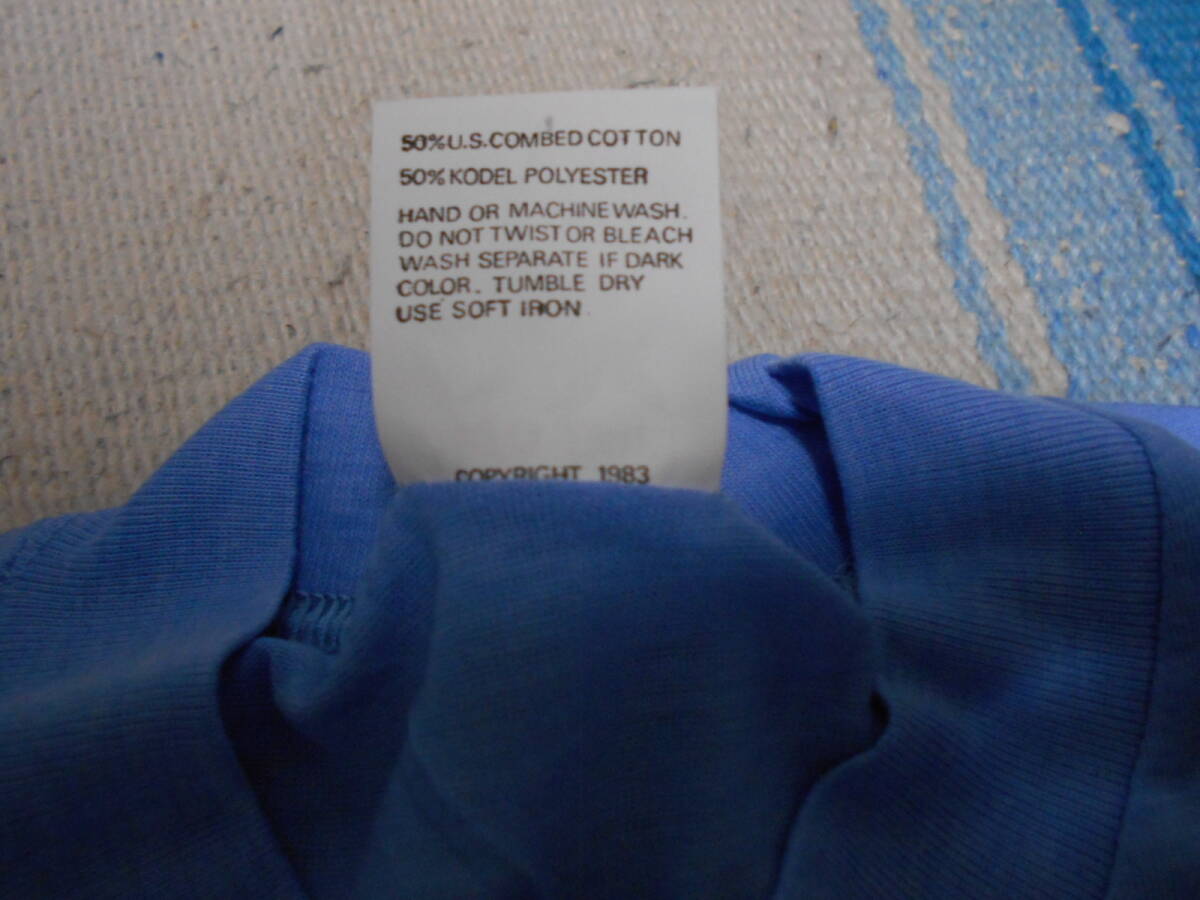 50% U.S. COMBED COTTON
50% KODEL POLYESTER
HAND OR MACHINE WASH.
DO NOT TWIST OR BLEACH
WASH SEPARATE IF DARK
COLOR. TUMBLE DRY
USE SOFT IRON
COPYRIGHT 1983